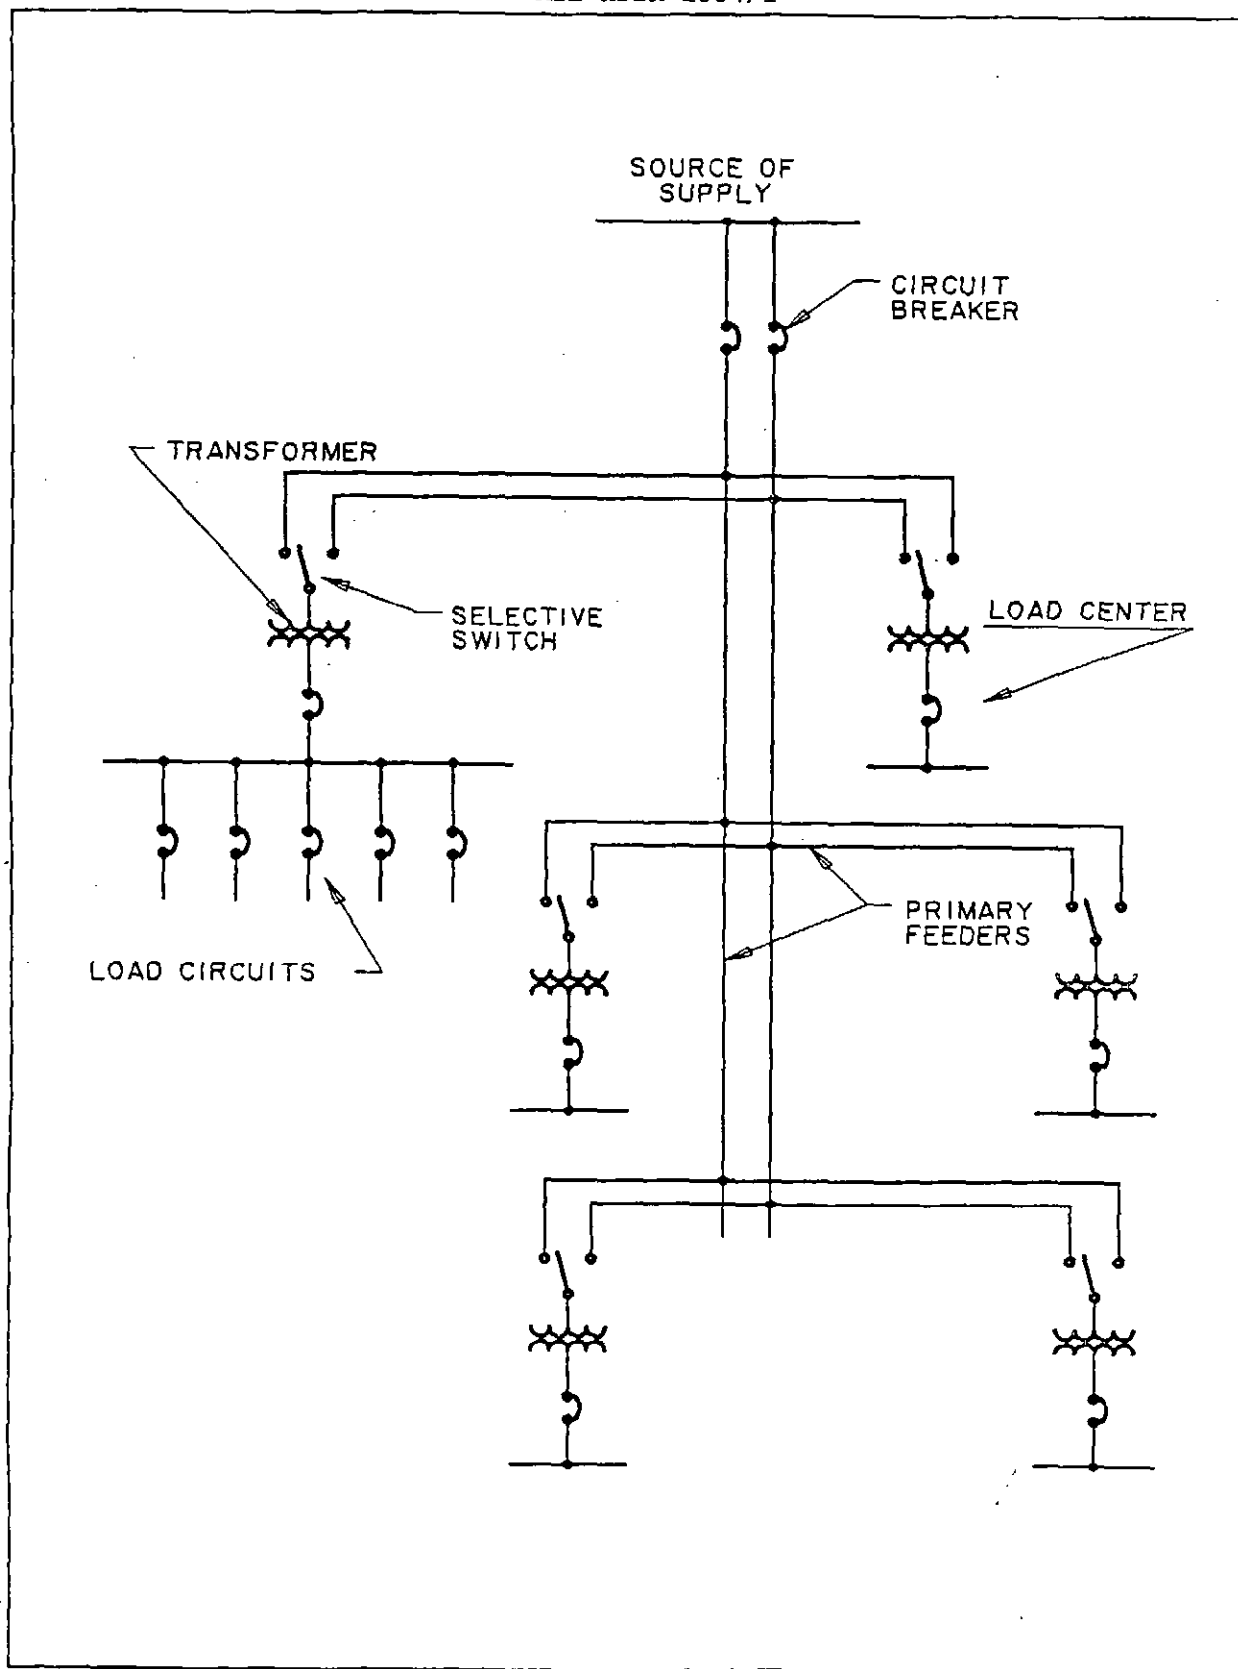 SOURCE OF
SUPPLY
CIRCUIT
BREAKER
TRANSFORMER
SELECTIVE
SWITCH
LOAD CENTER
PRIMARY
FEEDERS
LOAD CIRCUITS